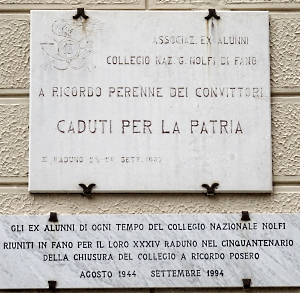 ASSOCIAZ. EX ALUNNI
COLLEGIO NAZ. G. NOLFI DI FANO
A RICORDO PERENNE DEI CONVITTORI
CADUTI PER LA PATRIA
II RADUNO
GLI EX ALUNNI DI OGNI TEMPO DEL COLLEGIO NAZIONALE NOLFI
RIUNITI IN FANO PER IL LORO XXXIV RADUNO NEL CINQUANTENARIO
DELLA CHIUSURA DEL COLLEGIO A RICORDO POSERO
AGOSTO 1944 SETTEMBRE 1994